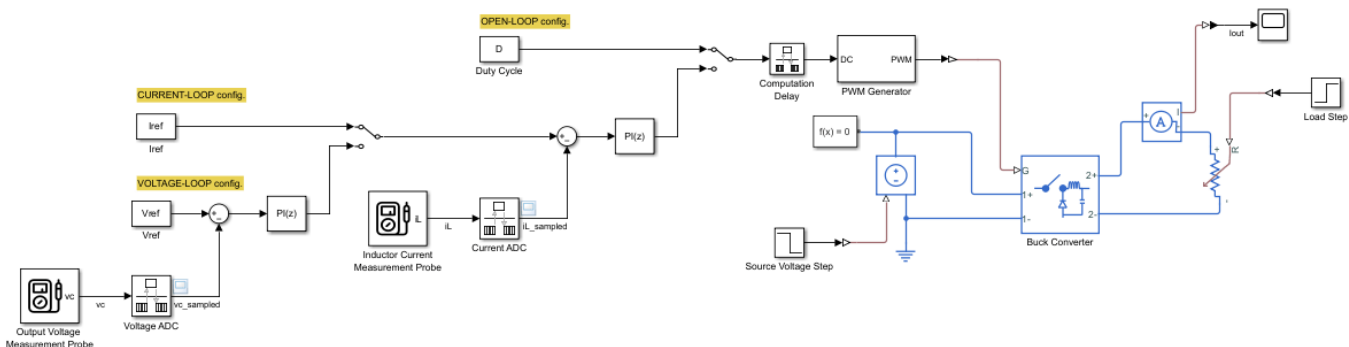 OPEN-LOOP config.
D
Duty Cycle
Computation
Delay
DC
PWM
PWM Generator
Iout
Load Step
CURRENT-LOOP config.
Iref
Iref
+
-
PI(z)
f(x) = 0
+
-
A
+
-
I
R
+
-
G
1+
1-
2+
2-
Buck Converter
VOLTAGE-LOOP config.
Vref
Vref
+
-
PI(z)
iL
iL
Inductor Current
Measurement Probe
iL_sampled
Current ADC
Source Voltage Step
vc
vc
Output Voltage
Measurement Probe
vc_sampled
Voltage ADC